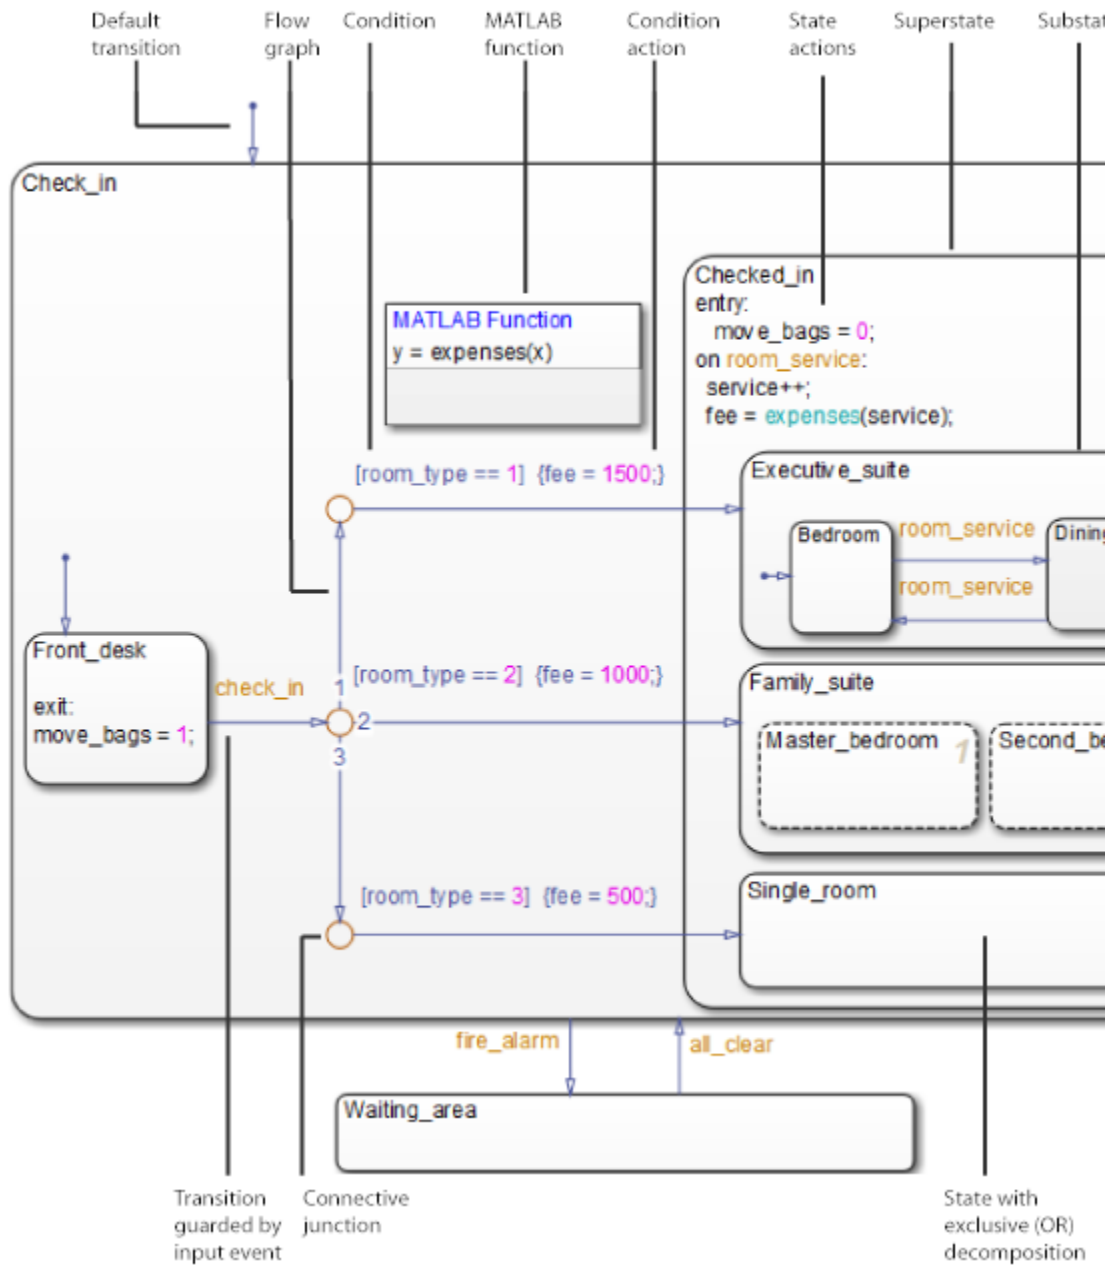 Default
transition
Flow
graph
Condition
MATLAB
function
Condition
action
State
actions
Superstate
Substat
Check_in
MATLAB Function
y = expenses(x)
Checked_in
entry:
move_bags = 0;
on room_service:
service++;
fee = expenses(service);
[room_type == 1] {fee = 1500;}
Executive_suite
Bedroom
room_service
Dining
room_service
Front_desk
exit:
move_bags = 1;
check_in
1
2
3
[room_type == 2] {fee = 1000;}
Family_suite
Master_bedroom
1
Second_be
[room_type == 3] {fee = 500;}
Single_room
fire_alarm
all_clear
Waiting_area
Transition
guarded by
input event
Connective
junction
State with
exclusive (OR)
decomposition